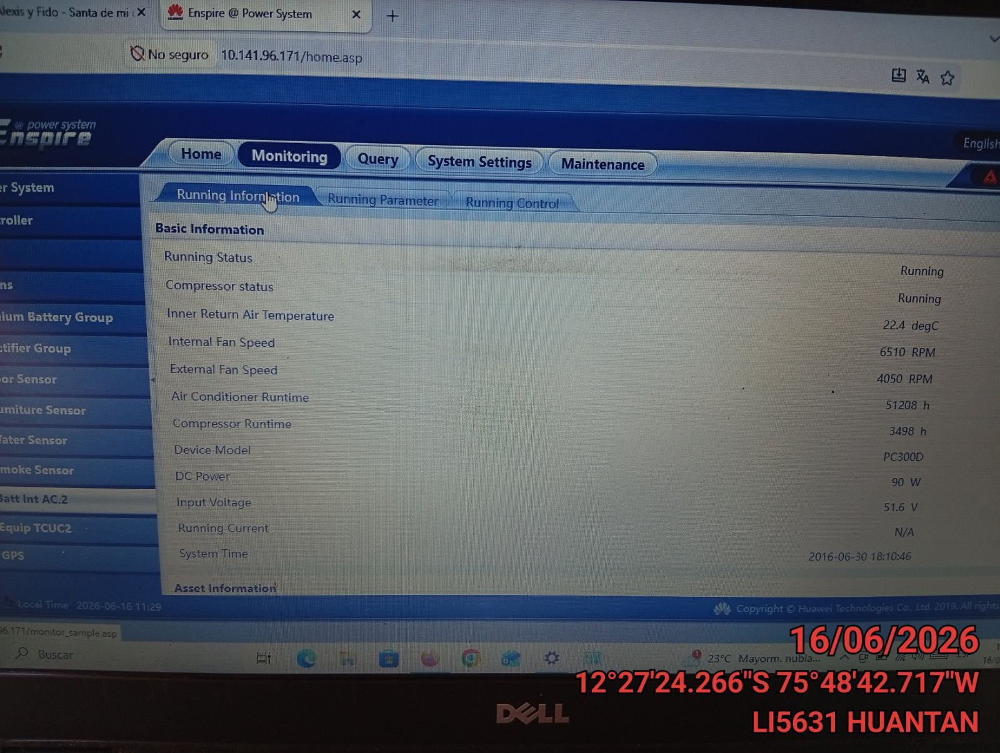 lexis y Fido - Santa de mi
Enspire @ Power System
No seguro 10.141.96.171/home.asp
@ power system
Enspire
English
Home Monitoring Query System Settings Maintenance
er System
Running Information Running Parameter Running Control
roller
Basic Information
Running Status Running
Compressor status Running
ns
Inner Return Air Temperature 22.4 degC
ium Battery Group
Internal Fan Speed 6510 RPM
tifier Group
External Fan Speed 4050 RPM
or Sensor
Air Conditioner Runtime 51208 h
umiture Sensor
Compressor Runtime 3498 h
ater Sensor
Device Model PC300D
moke Sensor
DC Power 90 W
Batt Int AC.2
Input Voltage 51.6 V
Equip TCUC2
Running Current N/A
GPS
System Time 2016-06-30 18:10:46
Asset Information
Local Time 2026-06-16 11:29
Copyright © Huawei Technologies Co., Ltd. 2019. All rights
96.171/monitor_sample.asp
Buscar
23°C Mayorm. nubla...
16/06/2026
12°27'24.266"S 75°48'42.717"W
LI5631 HUANTAN
DELL